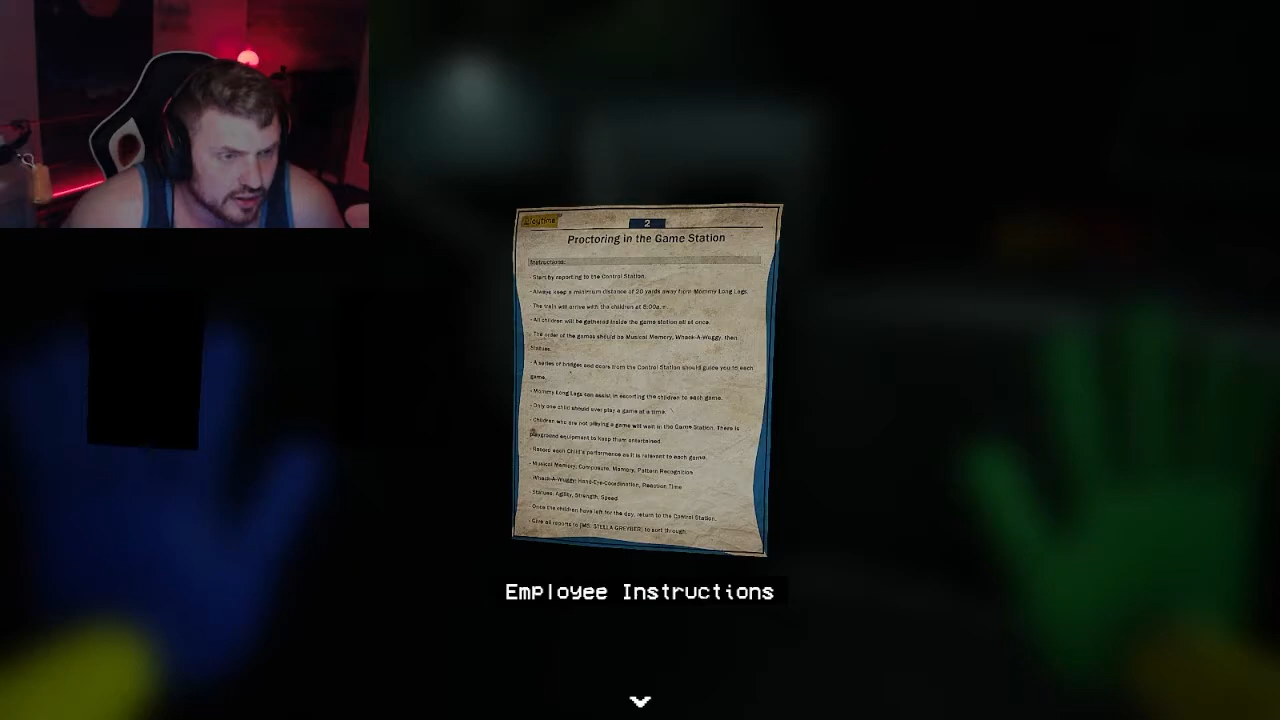 Playtime
2
Proctoring in the Game Station
Instructions:
- Start by reporting to the Control Station.
- Always keep a maximum distance of 20 yards away from Mommy Long Legs.
- The train will arrive with the children at 8:00a.m.
- All children will be gathered inside the game station all at once.
- The order of the games should be Musical Memory, Whack-A-Wuggy, then
Statues.
- A series of bridges and doors from the Control Station should guide you to each
game.
- Mommy Long Legs can assist in escorting the children to each game.
- Only one child should ever play a game at a time.
- Children who are not playing a game will wait in the Game Station. There is
playground equipment to keep them entertained.
- Record each Child's performance as it is relevant to each game.
- Musical Memory: Composure, Memory, Pattern Recognition
- Whack-A-Wuggy: Hand-Eye-Coordination, Reaction Time
- Statues: Agility, Strength, Speed
- Once the children have left for the day, return to the Control Station.
- Give all reports to [MS. STELLA GREYBER] to sort through.
Employee Instructions